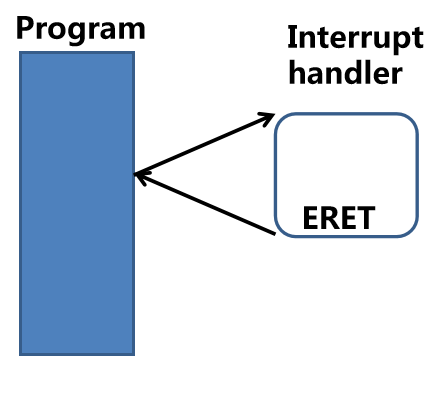 Program
Interrupt
handler
ERET